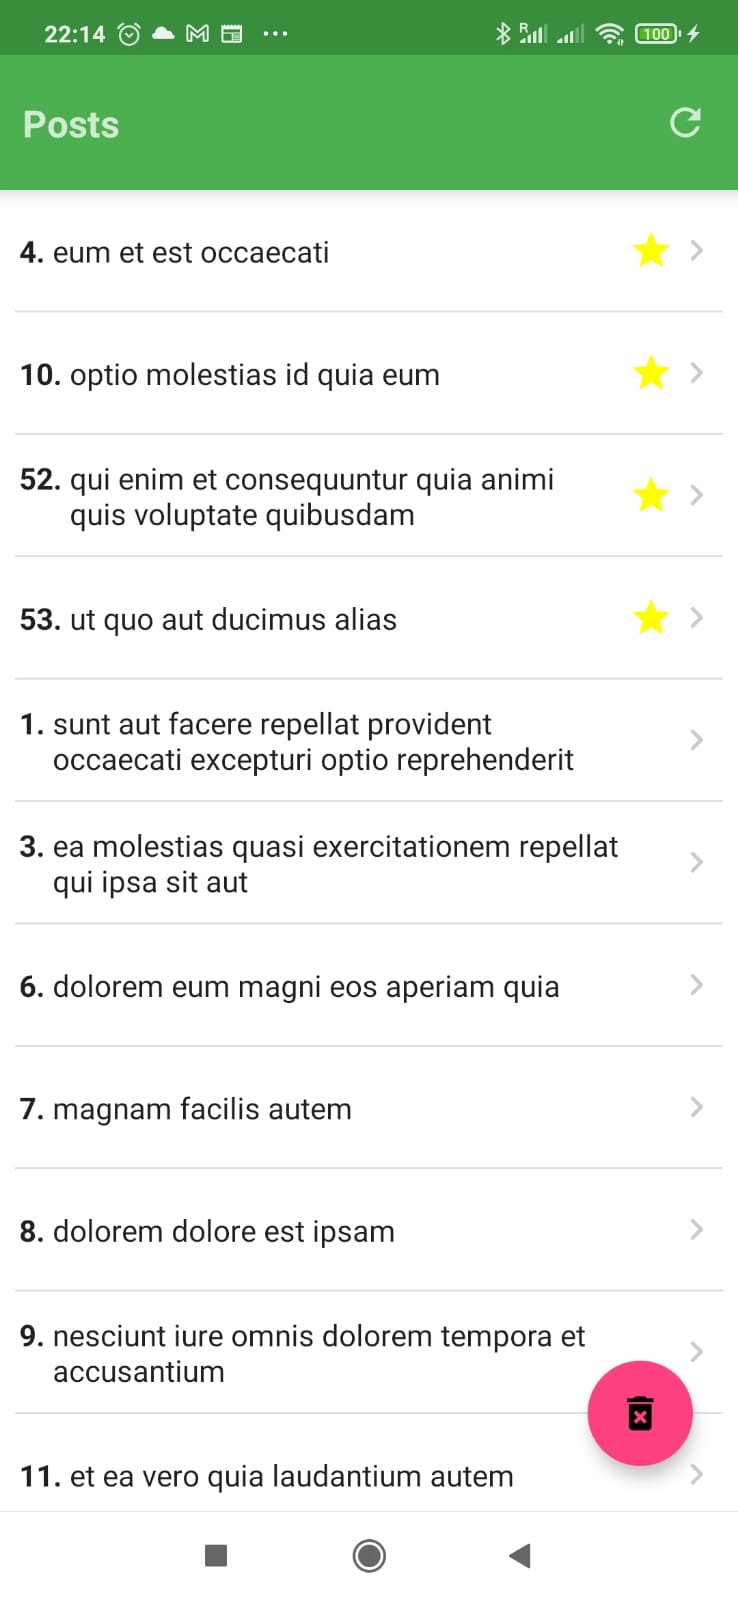 22:14
R
100
Posts
4. eum et est occaecati
10. optio molestias id quia eum
52. qui enim et consequuntur quia animi
quis voluptate quibusdam
53. ut quo aut ducimus alias
1. sunt aut facere repellat provident
occaecati excepturi optio reprehenderit
3. ea molestias quasi exercitationem repellat
qui ipsa sit aut
6. dolorem eum magni eos aperiam quia
7. magnam facilis autem
8. dolorem dolore est ipsam
9. nesciunt iure omnis dolorem tempora et
accusantium
11. et ea vero quia laudantium autem